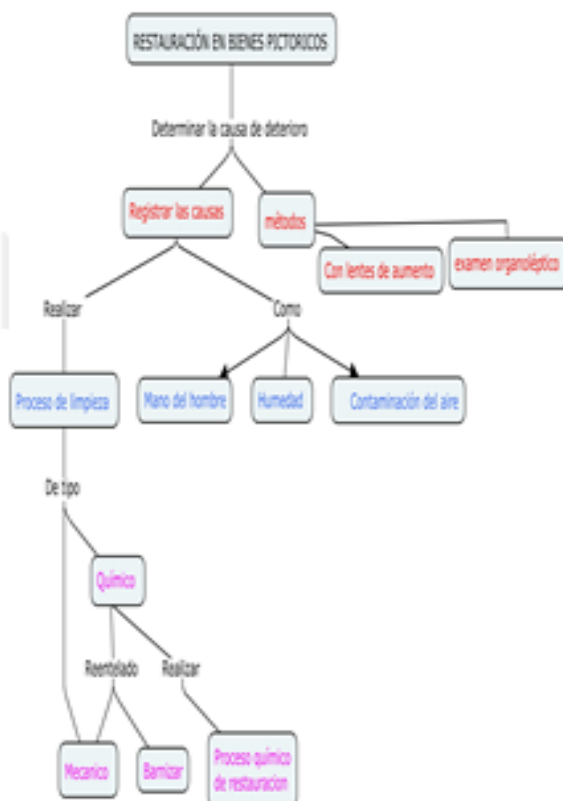 RESTAURACIÓN EN BIENES PICTORICOS
Determinar la causa de deterioro
Registrar las causas
métodos
Con lentes de aumento
examen organoléptico
Realizar
Como
Proceso de limpieza
Mano del hombre
Humedad
Contaminación del aire
De tipo
Químico
Reentelado
Realizar
Mecanico
Barnizar
Proceso químico
de restauracion